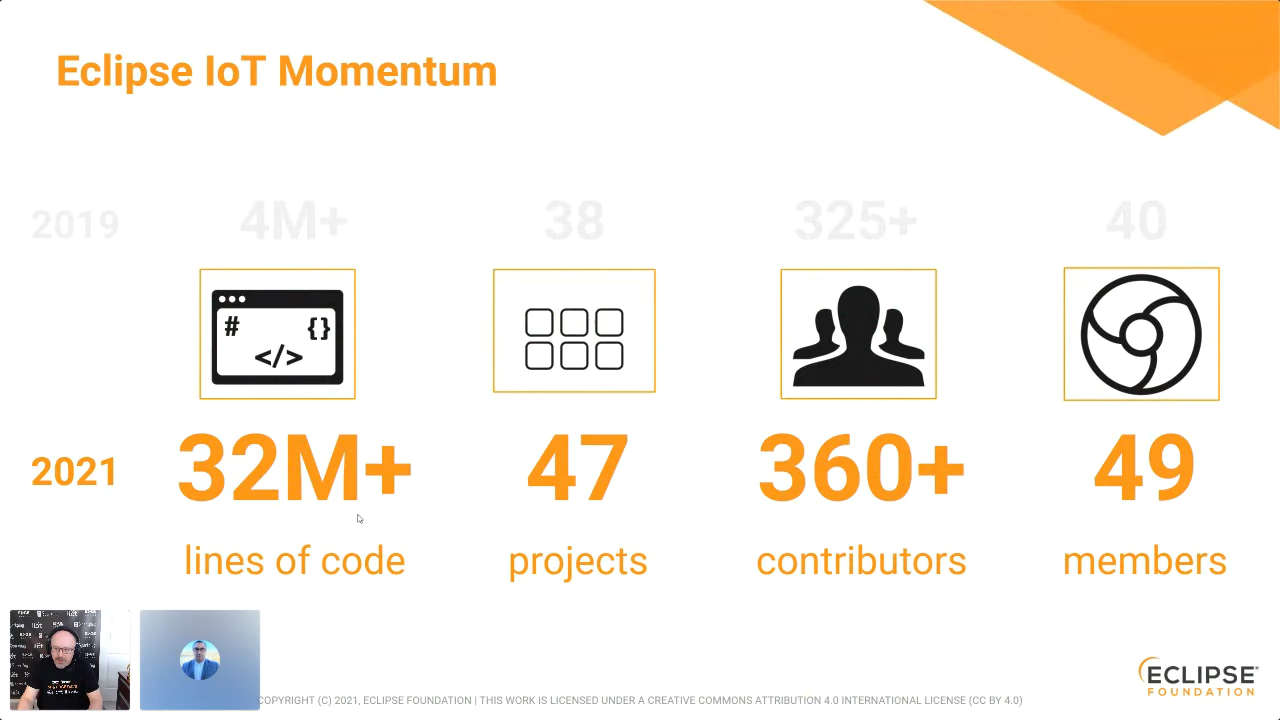 Eclipse IoT Momentum
2019 4M+ 38 325+ 40
# {}
</>
2021 32M+ 47 360+ 49
lines of code projects contributors members
ECLIPSE
FOUNDATION
COPYRIGHT (C) 2021, ECLIPSE FOUNDATION | THIS WORK IS LICENSED UNDER A CREATIVE COMMONS ATTRIBUTION 4.0 INTERNATIONAL LICENSE (CC BY 4.0)